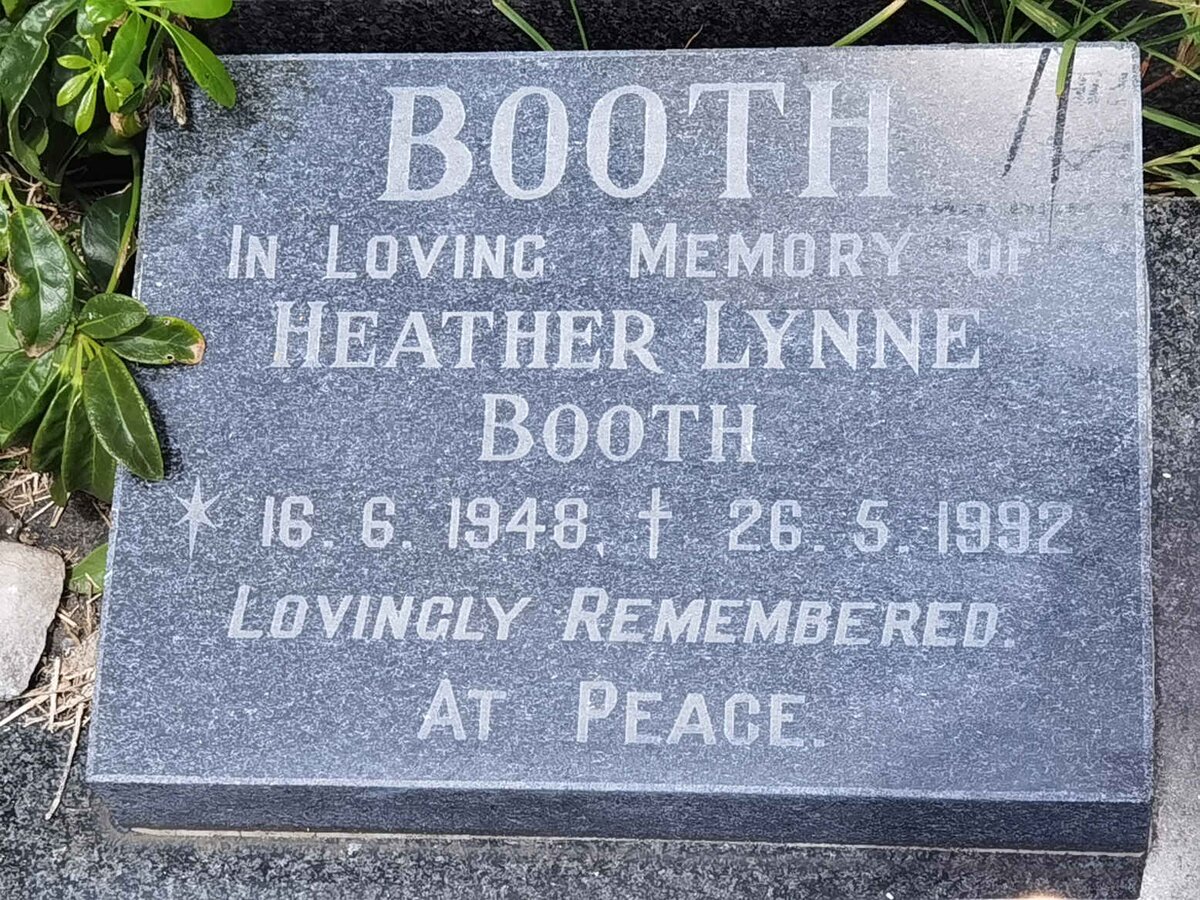 BOOTH
IN LOVING MEMORY OF
HEATHER LYNNE
BOOTH
* 16. 6. 1948. † 26. 5. 1992
LOVINGLY REMEMBERED.
AT PEACE.